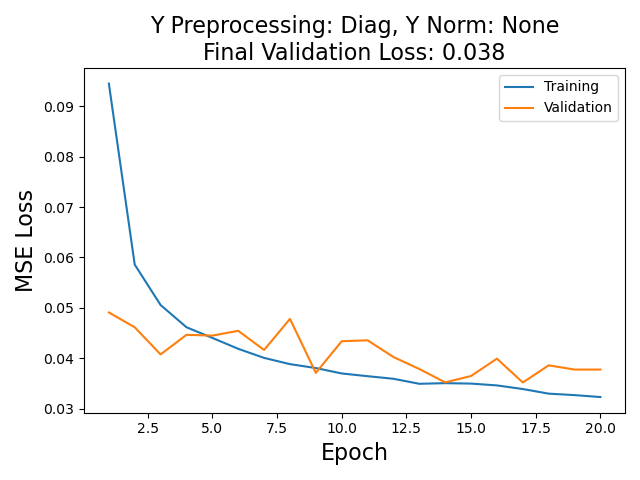 Y Preprocessing: Diag, Y Norm: None
Final Validation Loss: 0.038
Training
Validation
MSE Loss
0.09
0.08
0.07
0.06
0.05
0.04
0.03
2.5
5.0
7.5
10.0
12.5
15.0
17.5
20.0
Epoch